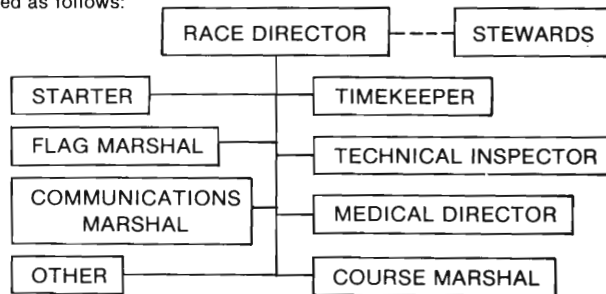 ed as follows:
RACE DIRECTOR
STEWARDS
STARTER
TIMEKEEPER
FLAG MARSHAL
TECHNICAL INSPECTOR
COMMUNICATIONS
MARSHAL
MEDICAL DIRECTOR
OTHER
COURSE MARSHAL